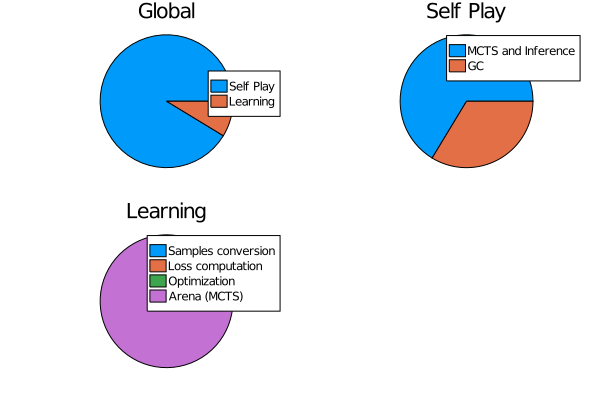 Global
Self Play
Learning
Self Play
MCTS and Inference
GC
Learning
Samples conversion
Loss computation
Optimization
Arena (MCTS)